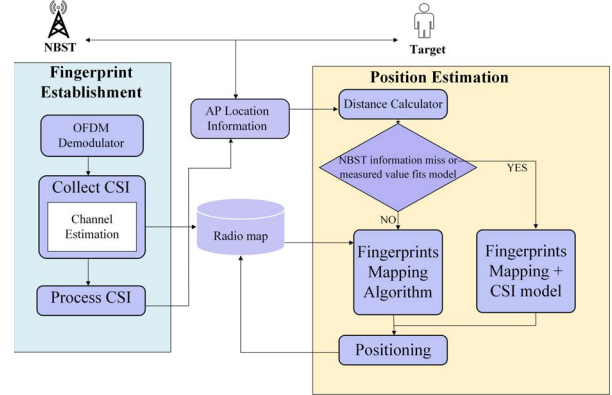 NBST
Target
Fingerprint
Establishment
OFDM
Demodulator
Collect CSI
Channel
Estimation
Process CSI
AP Location
Information
Radio map
Position Estimation
Distance Calculator
NBST information miss or
measured value fits model
YES
NO
Fingerprints
Mapping
Algorithm
Fingerprints
Mapping +
CSI model
Positioning